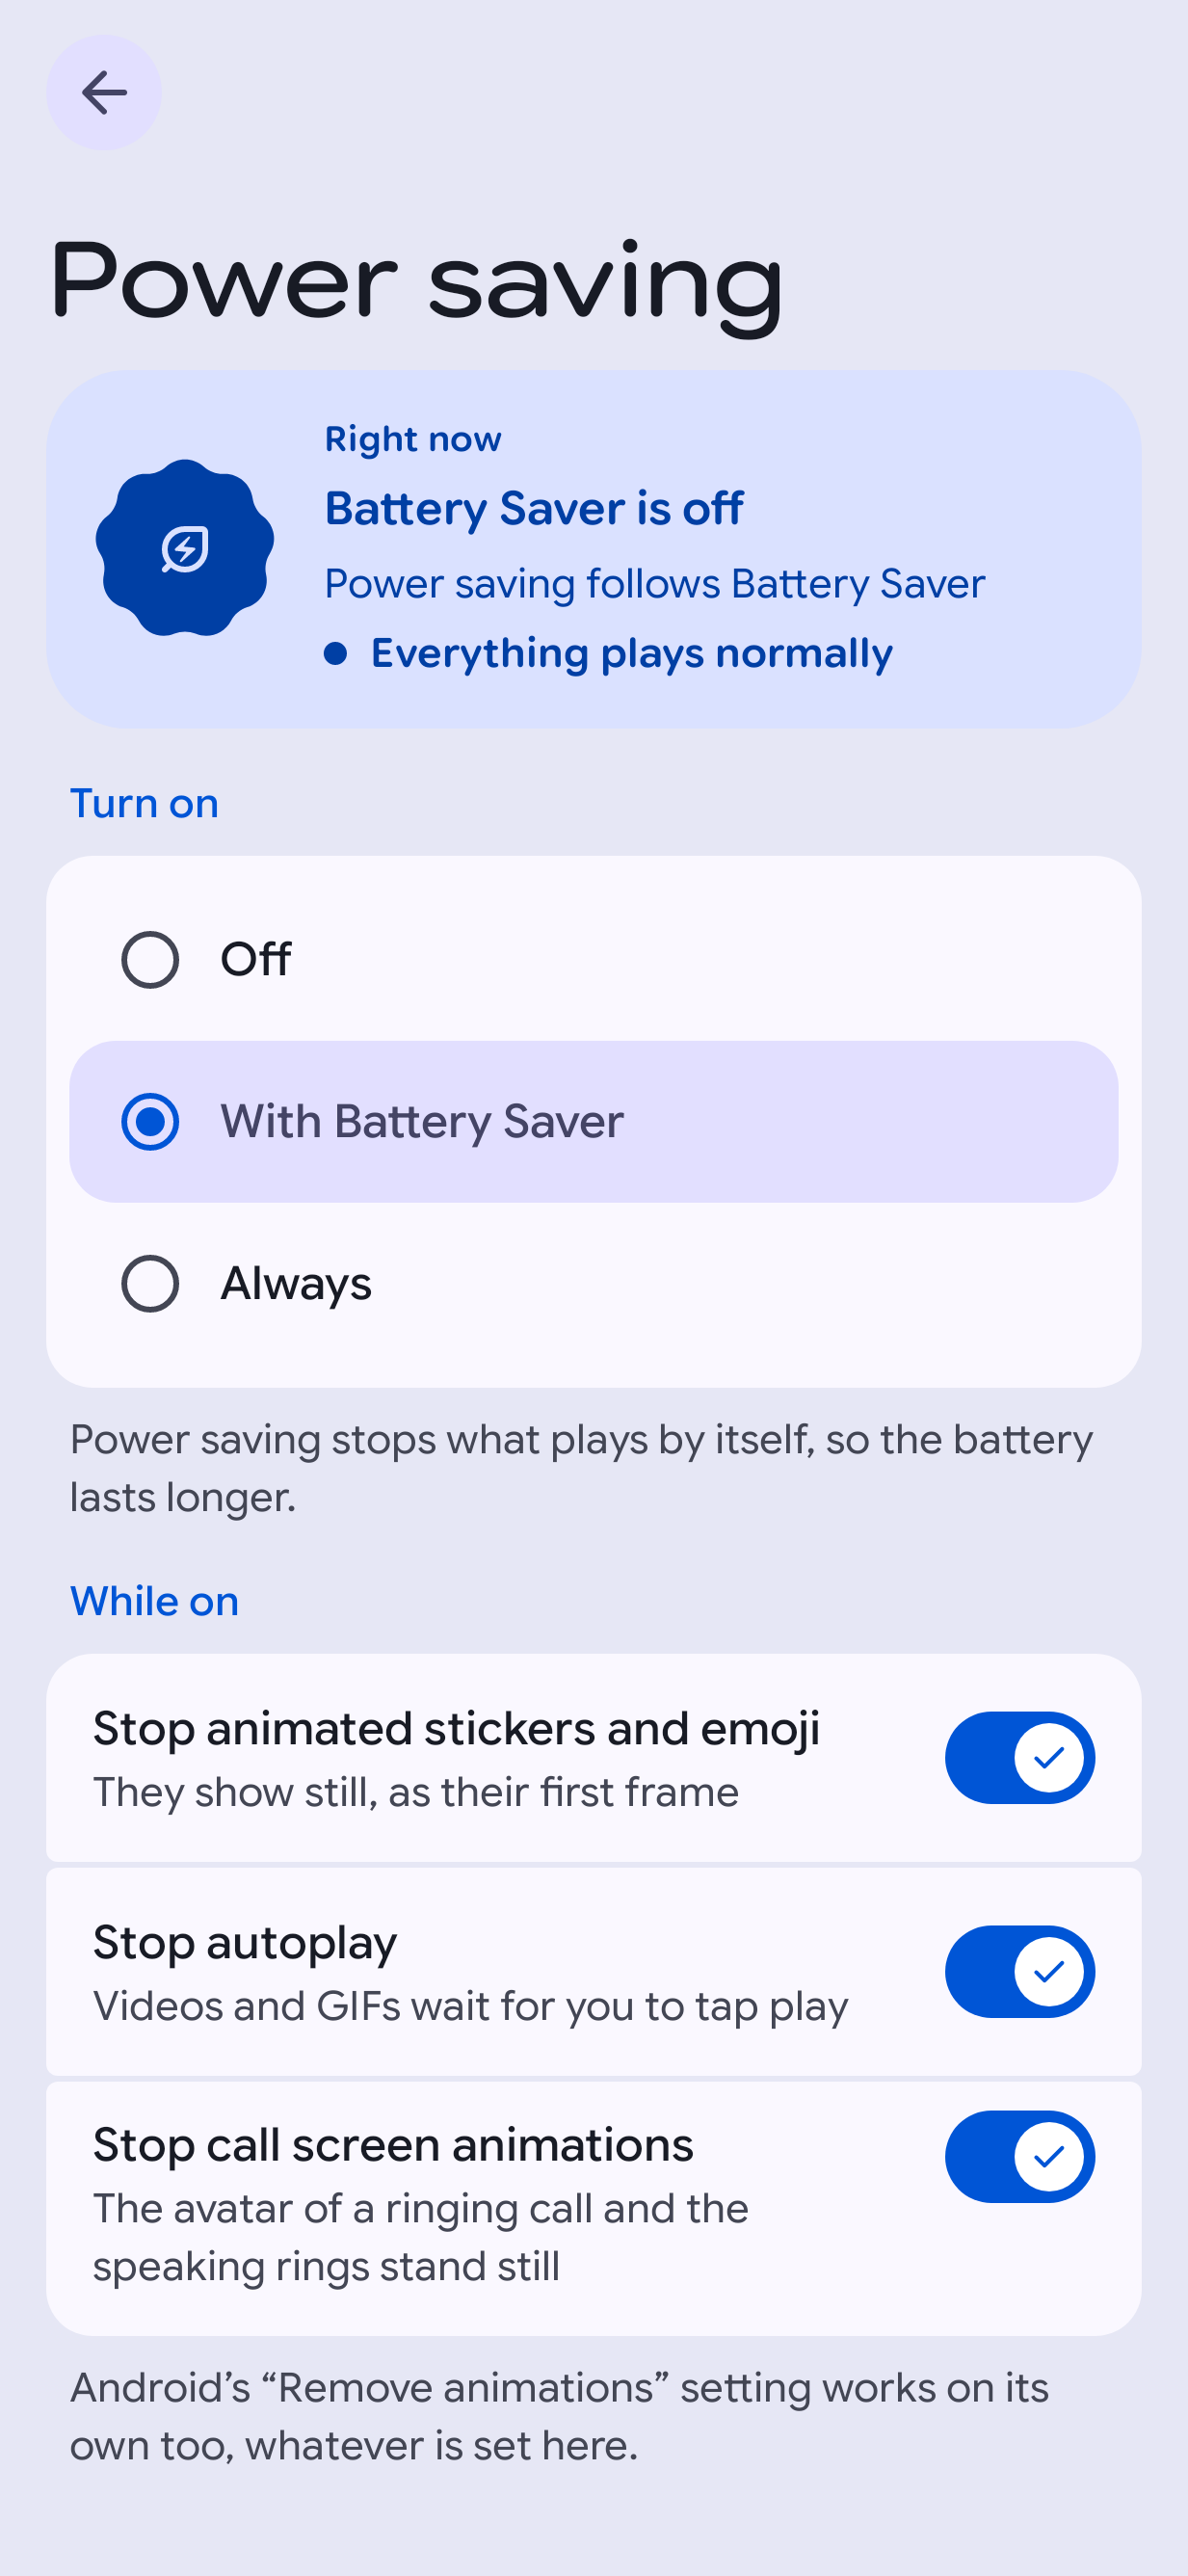 Power saving
Right now
Battery Saver is off
Power saving follows Battery Saver
Everything plays normally
Turn on
Off
With Battery Saver
Always
Power saving stops what plays by itself, so the battery
lasts longer.
While on
Stop animated stickers and emoji
They show still, as their first frame
Stop autoplay
Videos and GIFs wait for you to tap play
Stop call screen animations
The avatar of a ringing call and the
speaking rings stand still
Android’s “Remove animations” setting works on its
own too, whatever is set here.